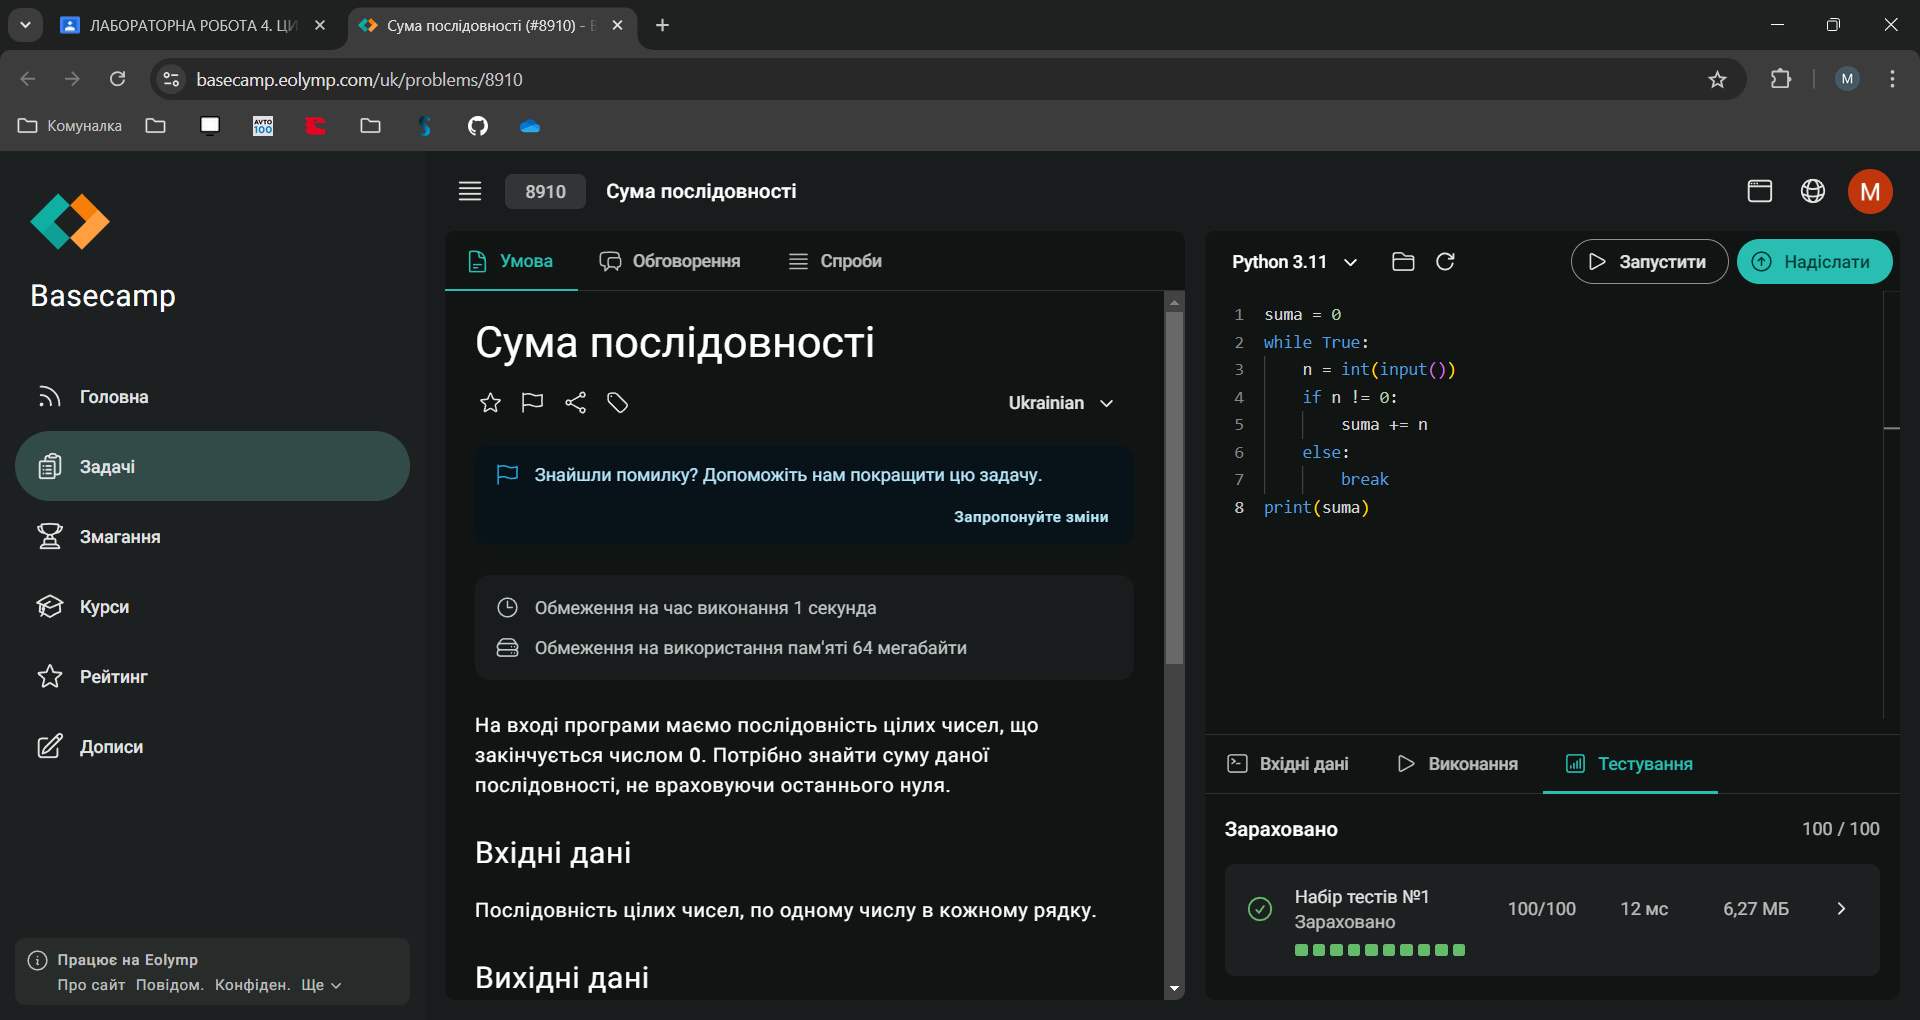 ЛАБОРАТОРНА РОБОТА 4. ЦИ
Сума послідовності (#8910) - E
basecamp.eolymp.com/uk/problems/8910
M
Комуналка
AVTO
100
Basecamp
Головна
Задачі
Змагання
Курси
Рейтинг
Дописи
Працює на Eolymp
Про сайт Повідом. Конфіден. Ще
8910 Сума послідовності
M
Умова
Обговорення
Спроби
Сума послідовності
Ukrainian
Знайшли помилку? Допоможіть нам покращити цю задачу.
Запропонуйте зміни
Обмеження на час виконання 1 секунда
Обмеження на використання пам'яті 64 мегабайти
На вході програми маємо послідовність цілих чисел, що
закінчується числом 0. Потрібно знайти суму даної
послідовності, не враховуючи останнього нуля.
Вхідні дані
Послідовність цілих чисел, по одному числу в кожному рядку.
Вихідні дані
Python 3.11
Запустити
Надіслати
1 suma = 0
2 while True:
3 n = int(input())
4 if n != 0:
5 suma += n
6 else:
7 break
8 print(suma)
Вхідні дані
Виконання
Тестування
Зараховано 100 / 100
Набір тестів №1
Зараховано
100/100 12 мс 6,27 МБ